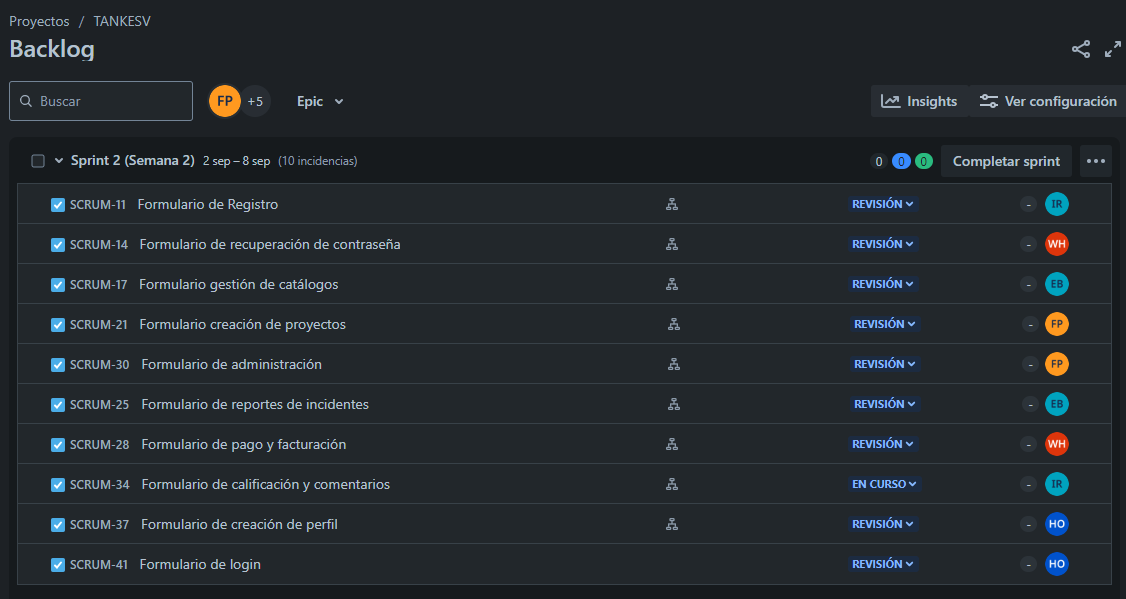 Proyectos / TANKESV
Backlog
Buscar FP +5 Epic Insights Ver configuración
Sprint 2 (Semana 2) 2 sep – 8 sep (10 incidencias) 0 0 0 Completar sprint
SCRUM-11 Formulario de Registro REVISIÓN - IR
SCRUM-14 Formulario de recuperación de contraseña REVISIÓN - WH
SCRUM-17 Formulario gestión de catálogos REVISIÓN - EB
SCRUM-21 Formulario creación de proyectos REVISIÓN - FP
SCRUM-30 Formulario de administración REVISIÓN - FP
SCRUM-25 Formulario de reportes de incidentes REVISIÓN - EB
SCRUM-28 Formulario de pago y facturación REVISIÓN - WH
SCRUM-34 Formulario de calificación y comentarios EN CURSO - IR
SCRUM-37 Formulario de creación de perfil REVISIÓN - HO
SCRUM-41 Formulario de login REVISIÓN - HO